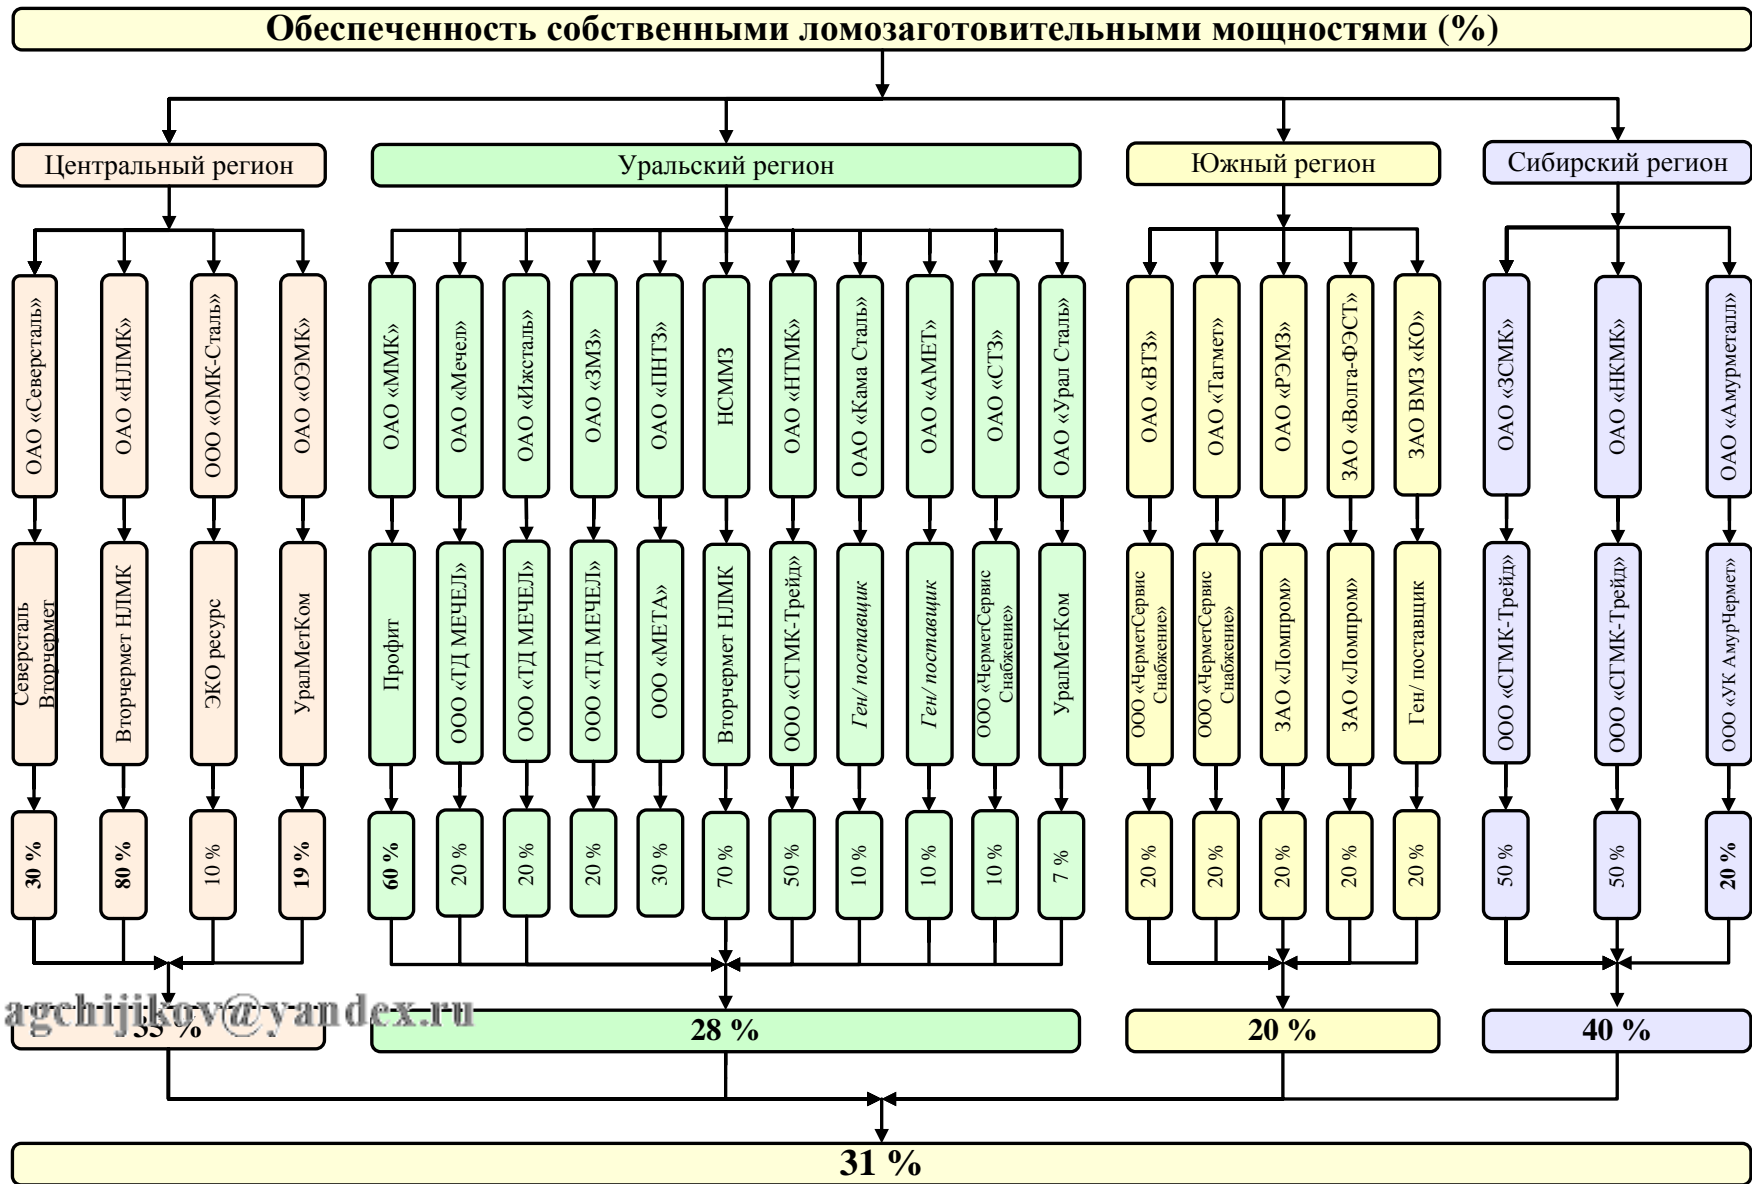 Обеспеченность собственными ломозаготовительными мощностями (%)
Центральный регион
Уральский регион
Южный регион
Сибирский регион
ОАО «Северсталь»
ОАО «НЛМК»
ООО «ОМК-Сталь»
ОАО «ОЭМК»
ОАО «ММК»
ОАО «Мечел»
ОАО «Ижсталь»
ОАО «ЗМЗ»
ОАО «ПНТЗ»
НСММЗ
ОАО «НТМК»
ОАО «Кама Сталь»
ОАО «АМЕТ»
ОАО «СТЗ»
ОАО «Урал Сталь»
ОАО «ВТЗ»
ОАО «Тагмет»
ОАО «РЭМЗ»
ЗАО «Волга-ФЭСТ»
ЗАО ВМЗ «КО»
ОАО «ЗСМК»
ОАО «НКМК»
ОАО «Амурметалл»
Северсталь
Вторчермет
Вторчермет НЛМК
ЭКО ресурс
УралМетКом
Профит
ООО «ТД МЕЧЕЛ»
ООО «ТД МЕЧЕЛ»
ООО «ТД МЕЧЕЛ»
ООО «МЕТА»
Вторчермет НЛМК
ООО «СГМК-Трейд»
Ген/ поставщик
Ген/ поставщик
ООО «ЧерметСервис
Снабжение»
УралМетКом
ООО «ЧерметСервис
Снабжение»
ООО «ЧерметСервис
Снабжение»
ЗАО «Ломпром»
ЗАО «Ломпром»
Ген/ поставщик
ООО «СГМК-Трейд»
ООО «СГМК-Трейд»
ООО «УК АмурЧермет»
30 %
80 %
10 %
19 %
60 %
20 %
20 %
20 %
30 %
70 %
50 %
10 %
10 %
10 %
7 %
20 %
20 %
20 %
20 %
20 %
50 %
50 %
20 %
agchijikov@yandex.ru
35 %
28 %
20 %
40 %
31 %